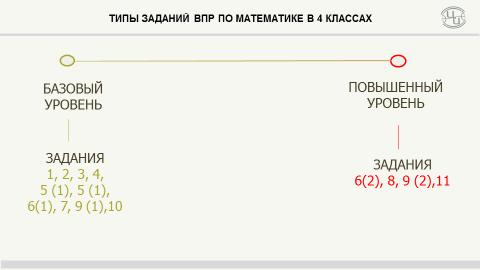 ТИПЫ ЗАДАНИЙ ВПР ПО МАТЕМАТИКЕ В 4 КЛАССАХ
БАЗОВЫЙ
УРОВЕНЬ
ЗАДАНИЯ
1, 2, 3, 4,
5 (1), 5 (1),
6(1), 7, 9 (1),10
ПОВЫШЕННЫЙ
УРОВЕНЬ
ЗАДАНИЯ
6(2), 8, 9 (2),11